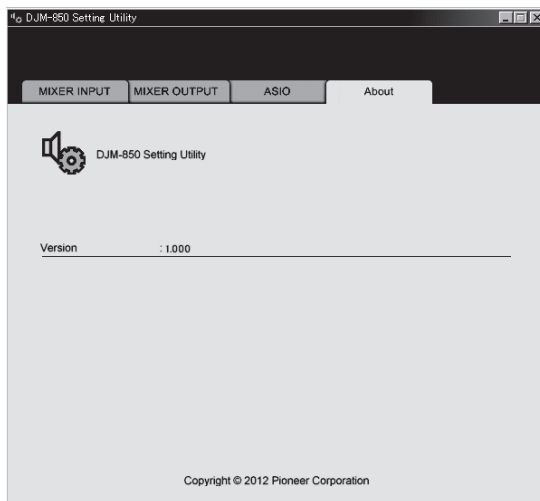 DJM-850 Setting Utility
MIXER INPUT MIXER OUTPUT ASIO About
DJM-850 Setting Utility
Version : 1.000
Copyright © 2012 Pioneer Corporation